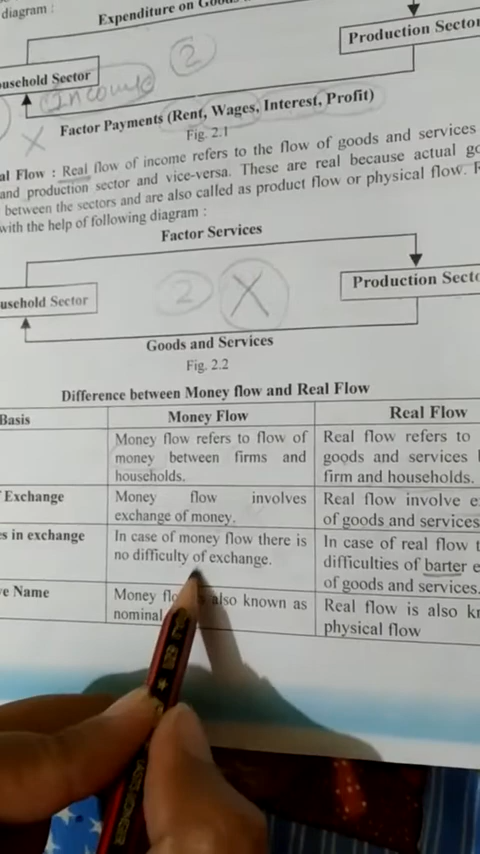 diagram :
Expenditure on Goods
Production Secto
usehold Sector
Income
2
Factor Payments (Rent, Wages, Interest, Profit)
Fig. 2.1
al Flow : Real flow of income refers to the flow of goods and services
and production sector and vice-versa. These are real because actual go
between the sectors and are also called as product flow or physical flow.
with the help of following diagram :
Factor Services
2
X
Production Secto
usehold Sector
Goods and Services
Fig. 2.2
Difference between Money flow and Real Flow
Basis
Money Flow
Real Flow
Money flow refers to flow of
money between firms and
households.
Real flow refers to
goods and services
firm and households.
Exchange
Money flow involves
exchange of money.
Real flow involve e
of goods and services
s in exchange
In case of money flow there is
no difficulty of exchange.
In case of real flow t
difficulties of barter e
of goods and services.
e Name
Money flo also known as
nominal
Real flow is also kn
physical flow